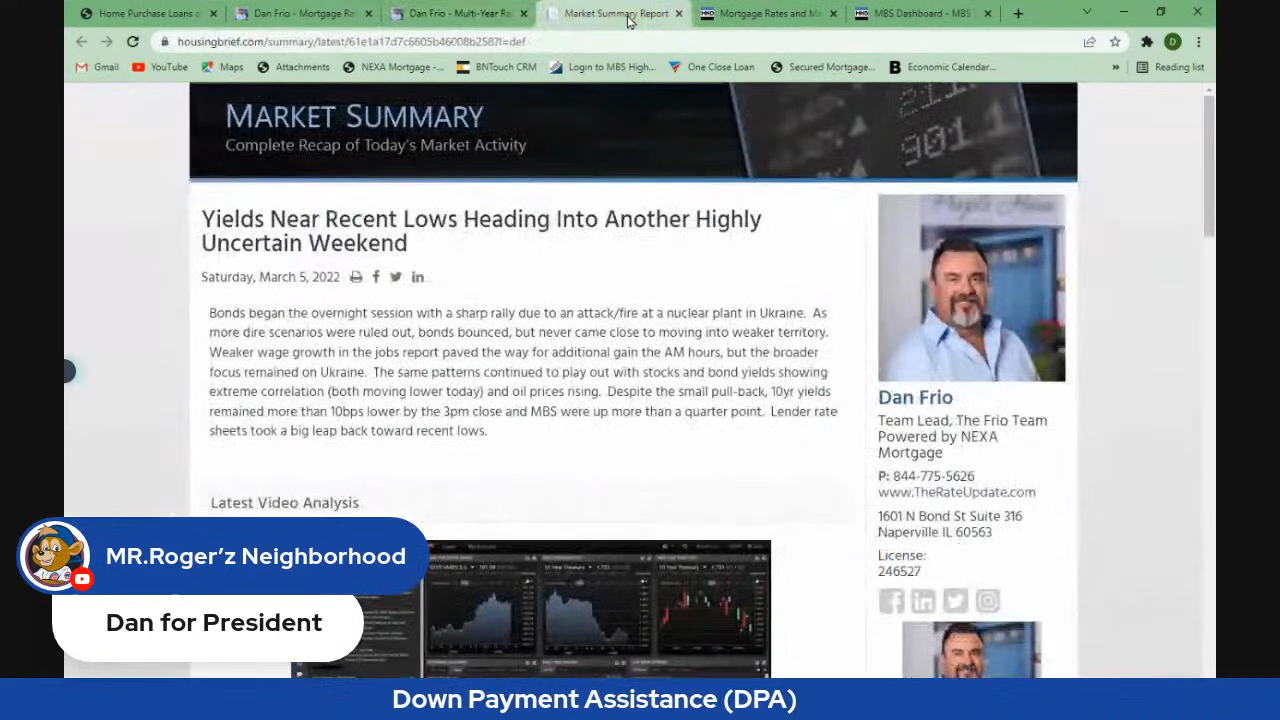 Home Purchase Loans o
Dan Frio - Mortgage Ra
Dan Frio - Multi-Year Ra
Market Summary Report
Mortgage Rates and M
MBS Dashboard - MBS
housingbrief.com/summary/latest/61e1a17d7c6605b46008b258?l=def
D
Gmail
YouTube
Maps
Attachments
NEXA Mortgage -...
BNTouch CRM
Login to MBS High...
One Close Loan
Secured Mortgage...
Economic Calendar...
»
Reading list
MARKET SUMMARY
Complete Recap of Today's Market Activity
901
Yields Near Recent Lows Heading Into Another Highly
Uncertain Weekend
Saturday, March 5, 2022
Bonds began the overnight session with a sharp rally due to an attack/fire at a nuclear plant in Ukraine. As
more dire scenarios were ruled out, bonds bounced, but never came close to moving into weaker territory.
Weaker wage growth in the jobs report paved the way for additional gain the AM hours, but the broader
focus remained on Ukraine. The same patterns continued to play out with stocks and bond yields showing
extreme correlation (both moving lower today) and oil prices rising. Despite the small pull-back, 10yr yields
remained more than 10bps lower by the 3pm close and MBS were up more than a quarter point. Lender rate
sheets took a big leap back toward recent lows.
Latest Video Analysis
Dan Frio
Team Lead, The Frio Team
Powered by NEXA
Mortgage
P: 844-775-5626
www.TheRateUpdate.com
1601 N Bond St Suite 316
Naperville IL 60563
License:
246527
MR.Roger'z Neighborhood
Dan for President
Down Payment Assistance (DPA)